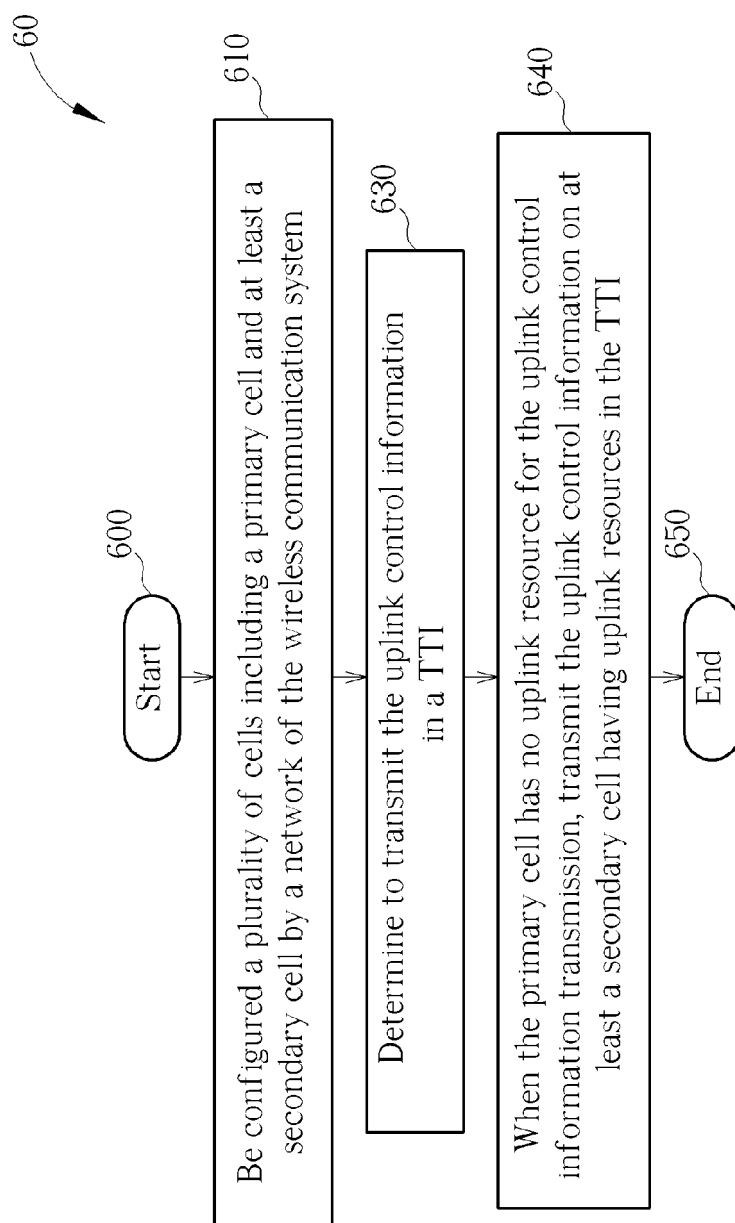 60
600
Start
610
Be configured a plurality of cells including a primary cell and at least a
secondary cell by a network of the wireless communication system
630
Determine to transmit the uplink control information
in a TTI
640
When the primary cell has no uplink resource for the uplink control
information transmission, transmit the uplink control information on at
least a secondary cell having uplink resources in the TTI
650
End